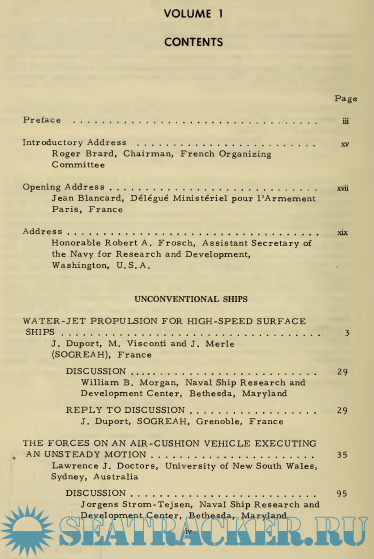 VOLUME 1
CONTENTS
Page
Preface . . . . . . . . . . . . . . . . . . . . . . . . . . . . . . . . . . iii
Introductory Address . . . . . . . . . . . . . . . . . . . . . . . . . xv
Roger Brard, Chairman, French Organizing
Committee
Opening Address . . . . . . . . . . . . . . . . . . . . . . . . . . . . . xvii
Jean Blancard, Délégué Ministériel pour l'Armement
Paris, France
Address . . . . . . . . . . . . . . . . . . . . . . . . . . . . . . . . . . . xix
Honorable Robert A. Frosch, Assistant Secretary of
the Navy for Research and Development,
Washington, U.S.A.
UNCONVENTIONAL SHIPS
WATER-JET PROPULSION FOR HIGH-SPEED SURFACE
SHIPS . . . . . . . . . . . . . . . . . . . . . . . . . . . . . . . . . . . . 3
J. Duport, M. Visconti and J. Merle
(SOGREAH), France
DISCUSSION . . . . . . . . . . . . . . . . . . . . . . . . . . 29
William B. Morgan, Naval Ship Research and
Development Center, Bethesda, Maryland
REPLY TO DISCUSSION . . . . . . . . . . . . . . . . . . 29
J. Duport, SOGREAH, Grenoble, France
THE FORCES ON AN AIR-CUSHION VEHICLE EXECUTING
AN UNSTEADY MOTION . . . . . . . . . . . . . . . . . . . . . . . 35
Lawrence J. Doctors, University of New South Wales,
Sydney, Australia
DISCUSSION . . . . . . . . . . . . . . . . . . . . . . . . . . 95
Jorgens Strom-Tejsen, Naval Ship Research and
Development Center, Bethesda, Maryland
iv
SEATRACKER.RU